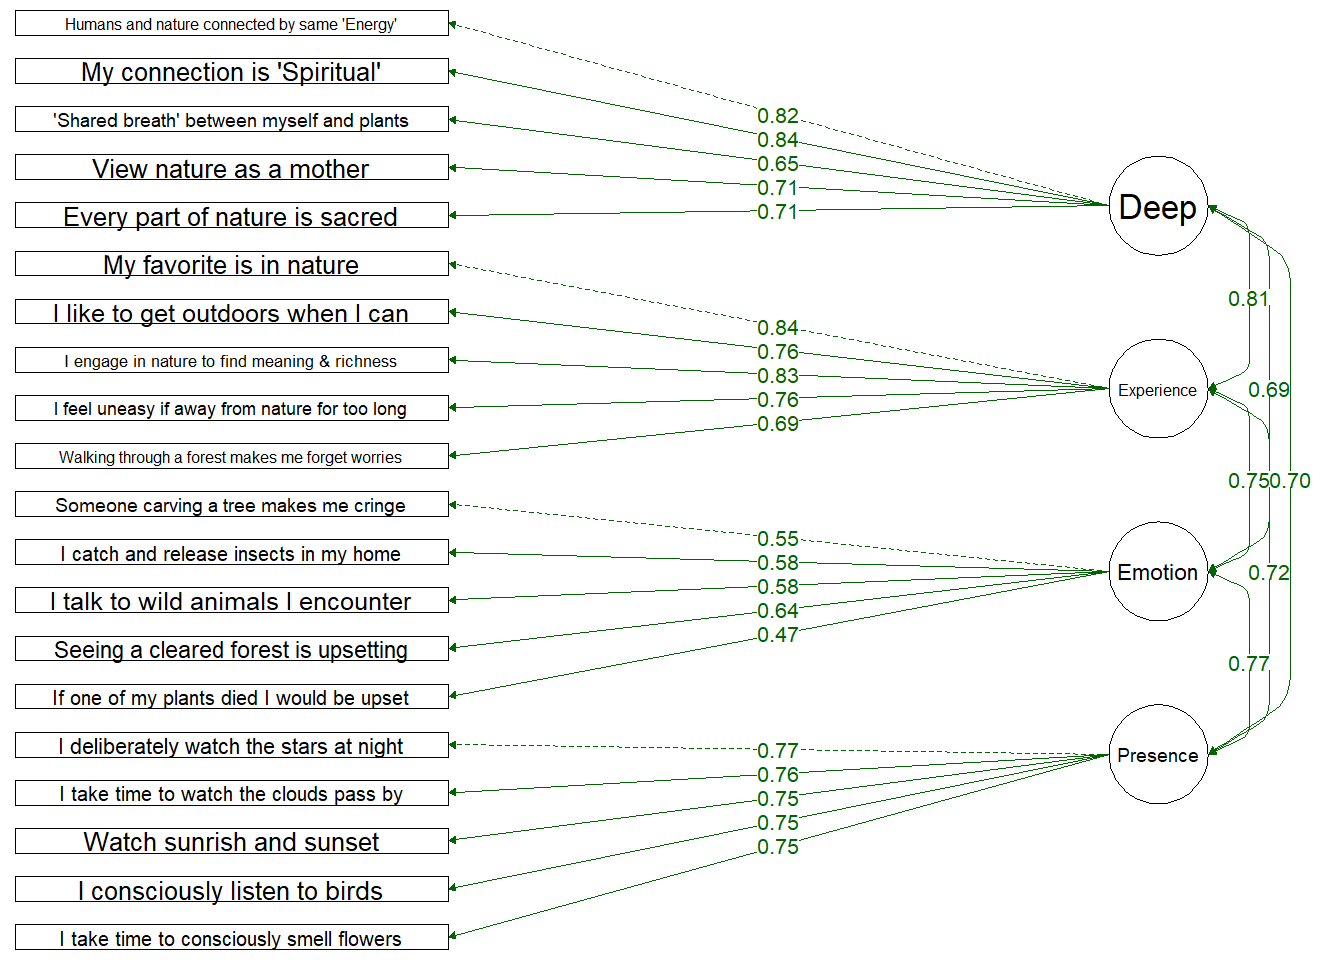 Humans and nature connected by same 'Energy'
My connection is 'Spiritual'
'Shared breath' between myself and plants
View nature as a mother
Every part of nature is sacred
My favorite is in nature
I like to get outdoors when I can
I engage in nature to find meaning & richness
I feel uneasy if away from nature for too long
Walking through a forest makes me forget worries
Someone carving a tree makes me cringe
I catch and release insects in my home
I talk to wild animals I encounter
Seeing a cleared forest is upsetting
If one of my plants died I would be upset
I deliberately watch the stars at night
I take time to watch the clouds pass by
Watch sunrish and sunset
I consciously listen to birds
I take time to consciously smell flowers
0.82
0.84
0.65
0.71
0.71
0.84
0.76
0.83
0.76
0.69
0.55
0.58
0.58
0.64
0.47
0.77
0.76
0.75
0.75
0.75
Deep
Experience
Emotion
Presence
0.81
0.69
0.75
0.70
0.72
0.77